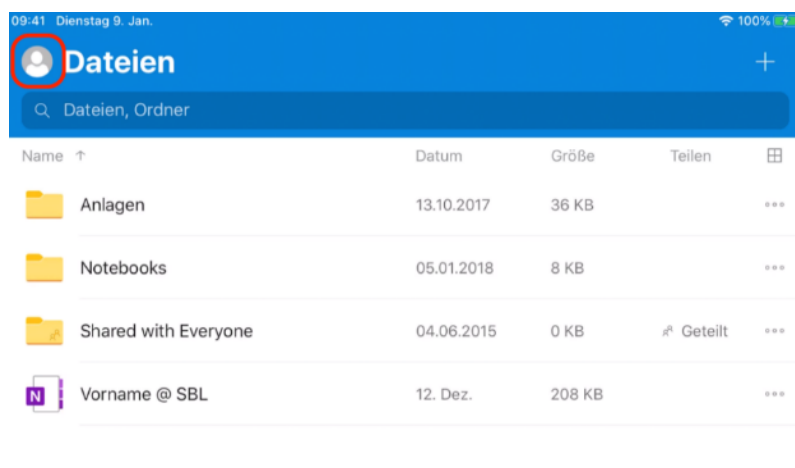 09:41 Dienstag 9. Jan. 100%
Dateien
Dateien, Ordner
Name ↑ Datum Größe Teilen
Anlagen 13.10.2017 36 KB
Notebooks 05.01.2018 8 KB
Shared with Everyone 04.06.2015 0 KB Geteilt
N Vorname @ SBL 12. Dez. 208 KB